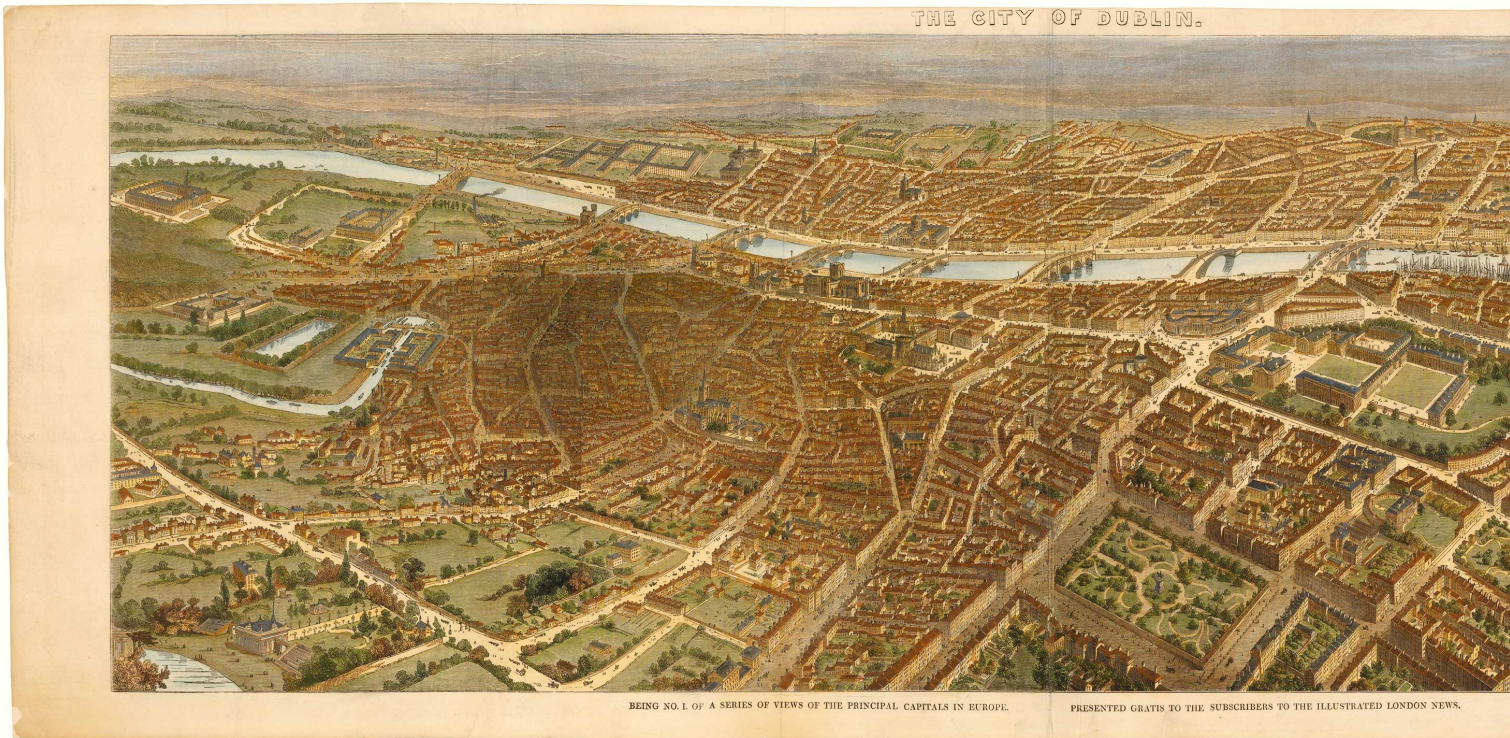 THE CITY OF DUBLIN.
BEING NO. I. OF A SERIES OF VIEWS OF THE PRINCIPAL CAPITALS IN EUROPE.
PRESENTED GRATIS TO THE SUBSCRIBERS TO THE ILLUSTRATED LONDON NEWS.